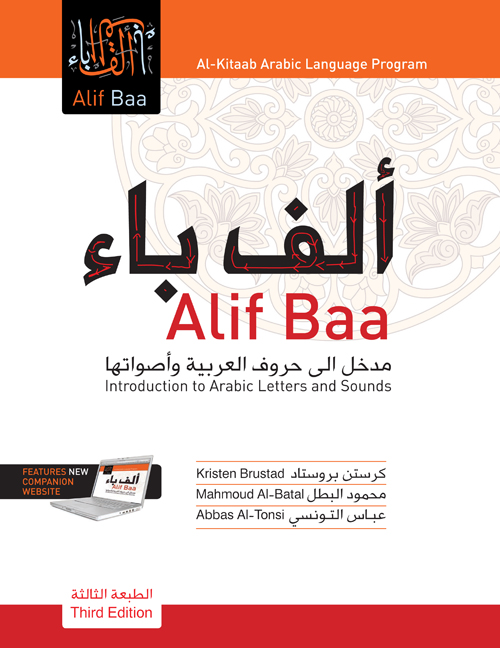 Alif Baa
Al-Kitaab Arabic Language Program
ألف باء
Alif Baa
مدخل الى حروف العربية وأصواتها
Introduction to Arabic Letters and Sounds
FEATURES NEW
COMPANION
WEBSITE
ألف باء
Alif Baa
Kristen Brustad كرستن بروستاد
Mahmoud Al-Batal محمود البطل
Abbas Al-Tonsi عباس التونسي
الطبعة الثالثة
Third Edition